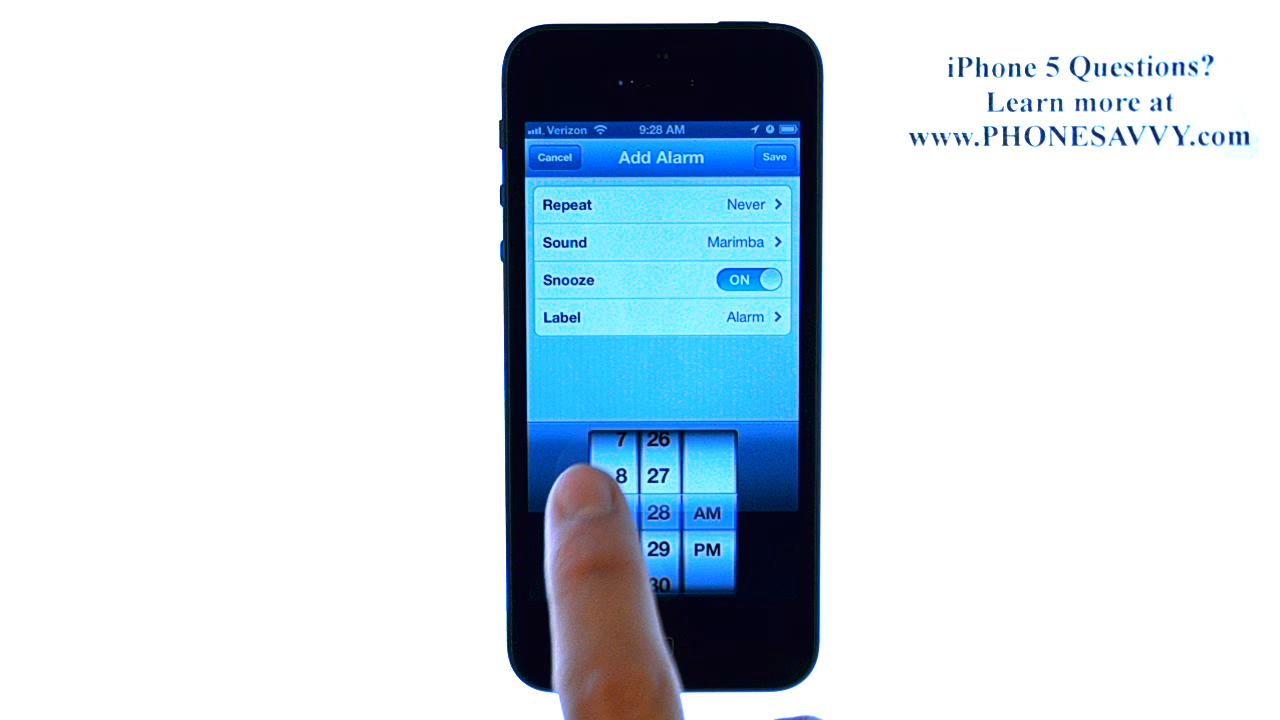 iPhone 5 Questions?
Learn more at
www.PHONESAVVY.com
Verizon 9:28 AM
Cancel Add Alarm Save
Repeat Never
Sound Marimba
Snooze ON
Label Alarm
7 26
8 27
28 AM
29 PM
30